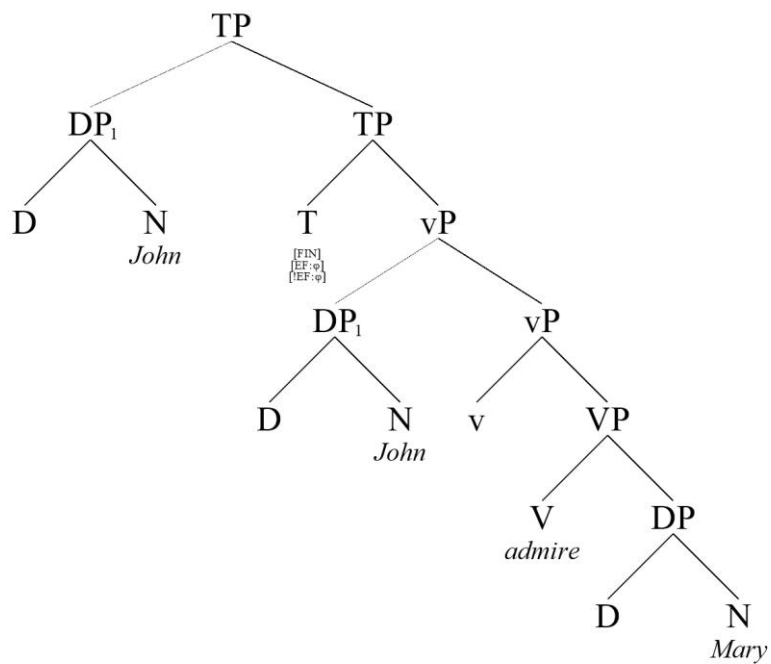 TP
DP₁ TP
D N T vP
John
[FIN]
[EF:φ]
[!EF:φ]
DP₁ vP
D N v VP
John
V DP
admire
D N
Mary